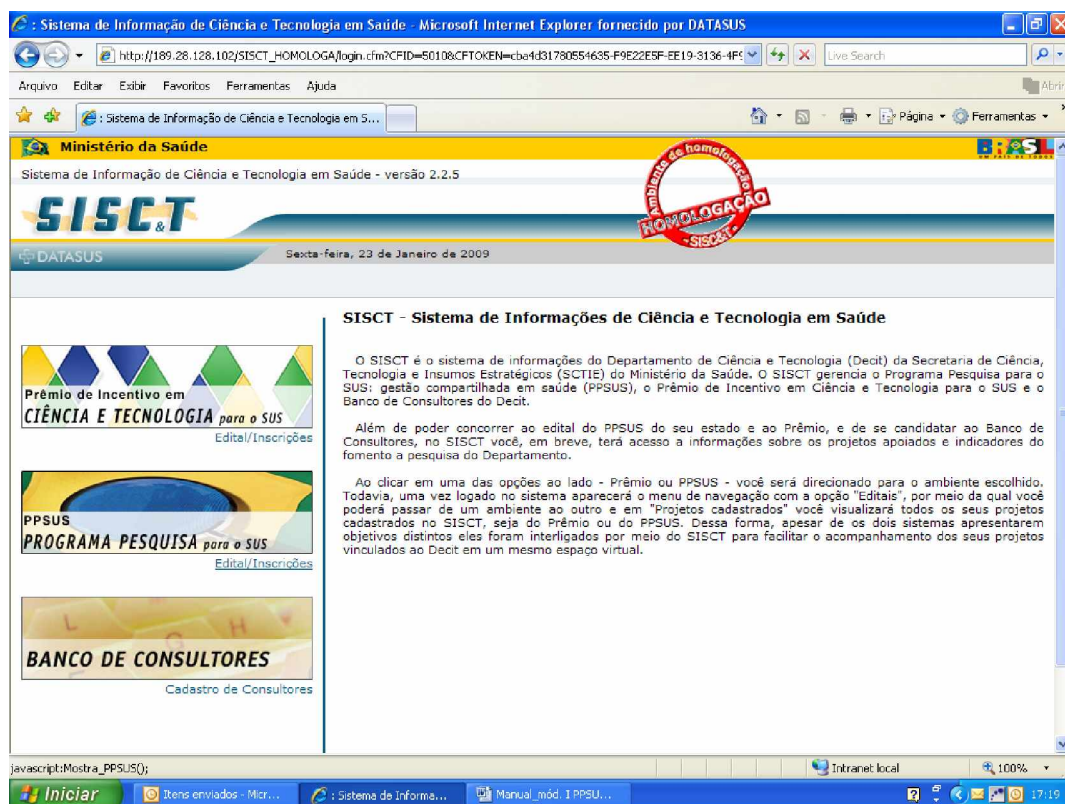 : Sistema de Informação de Ciência e Tecnologia em Saúde - Microsoft Internet Explorer fornecido por DATASUS
http://189.28.128.102/SISCT_HOMOLOGA/login.cfm?CFID=5010&CFTOKEN=cba4d31780554635-F9E22E5F-EE19-3136-4F9
Live Search
Arquivo Editar Exibir Favoritos Ferramentas Ajuda
Abrir
: Sistema de Informação de Ciência e Tecnologia em S...
Página
Ferramentas
Ministério da Saúde
BRASIL
UM PAÍS DE TODOS
Sistema de Informação de Ciência e Tecnologia em Saúde - versão 2.2.5
Ambiente de homologação
HOMOLOGAÇÃO
- SISC&T -
SISC&T
DATASUS
Sexta-feira, 23 de Janeiro de 2009
SISCT - Sistema de Informações de Ciência e Tecnologia em Saúde
O SISCT é o sistema de informações do Departamento de Ciência e Tecnologia (Decit) da Secretaria de Ciência,
Tecnologia e Insumos Estratégicos (SCTIE) do Ministério da Saúde. O SISCT gerencia o Programa Pesquisa para o
SUS: gestão compartilhada em saúde (PPSUS), o Prêmio de Incentivo em Ciência e Tecnologia para o SUS e o
Banco de Consultores do Decit.
Além de poder concorrer ao edital do PPSUS do seu estado e ao Prêmio, e de se candidatar ao Banco de
Consultores, no SISCT você, em breve, terá acesso a informações sobre os projetos apoiados e indicadores do
fomento a pesquisa do Departamento.
Ao clicar em uma das opções ao lado - Prêmio ou PPSUS - você será direcionado para o ambiente escolhido.
Todavia, uma vez logado no sistema aparecerá o menu de navegação com a opção "Editais", por meio da qual você
poderá passar de um ambiente ao outro e em "Projetos cadastrados" você visualizará todos os seus projetos
cadastrados no SISCT, seja do Prêmio ou do PPSUS. Dessa forma, apesar de os dois sistemas apresentarem
objetivos distintos eles foram interligados por meio do SISCT para facilitar o acompanhamento dos seus projetos
vinculados ao Decit em um mesmo espaço virtual.
Prêmio de Incentivo em
CIÊNCIA E TECNOLOGIA para o SUS
Edital/Inscrições
PPSUS
PROGRAMA PESQUISA para o SUS
Edital/Inscrições
L
G H
BANCO DE CONSULTORES
Cadastro de Consultores
javascript:Mostra_PPSUS();
Intranet local
100%
Iniciar
Itens enviados - Micr...
: Sistema de Informa...
Manual_mód. I PPSU...
17:19